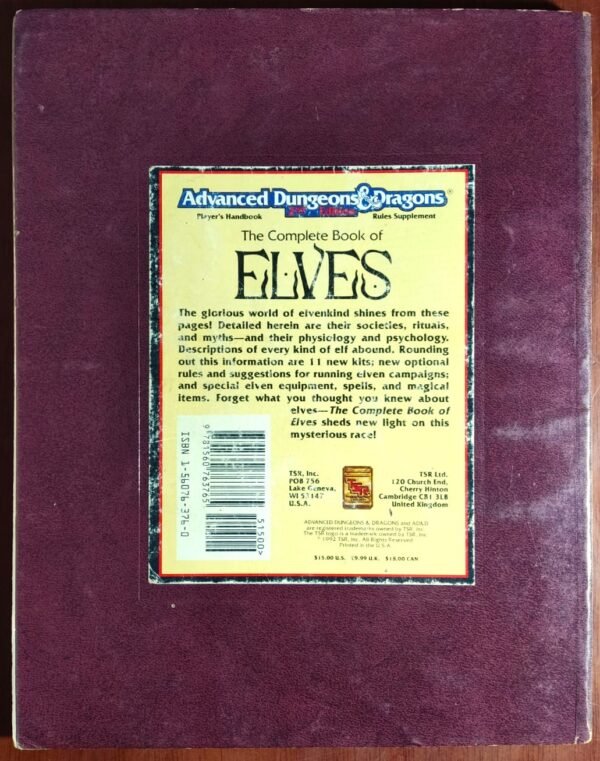 Advanced Dungeons & Dragons®
2nd Edition
Player's Handbook Rules Supplement
The Complete Book of
ELVES
The glorious world of elvenkind shines from these
pages! Detailed herein are their societies, rituals,
and myths—and their physiology and psychology.
Descriptions of every kind of elf abound. Rounding
out this information are 11 new kits; new optional
rules and suggestions for running elven campaigns;
and special elven equipment, spells, and magical
items. Forget what you thought you knew about
elves—The Complete Book of
Elves sheds new light on this
mysterious race!
ISBN 1-56076-376-0
9 781560 763765
51500>
TSR, Inc.
POB 756
Lake Geneva,
WI 53147
U.S.A.
TSR
TSR Ltd.
120 Church End,
Cherry Hinton
Cambridge CB1 3LB
United Kingdom
ADVANCED DUNGEONS & DRAGONS and AD&D
are registered trademarks owned by TSR, Inc.
The TSR logo is a trademark owned by TSR, Inc.
©1992 TSR, Inc. All Rights Reserved.
Printed in the U.S.A.
$15.00 U.S. £9.99 U.K. $18.00 CAN